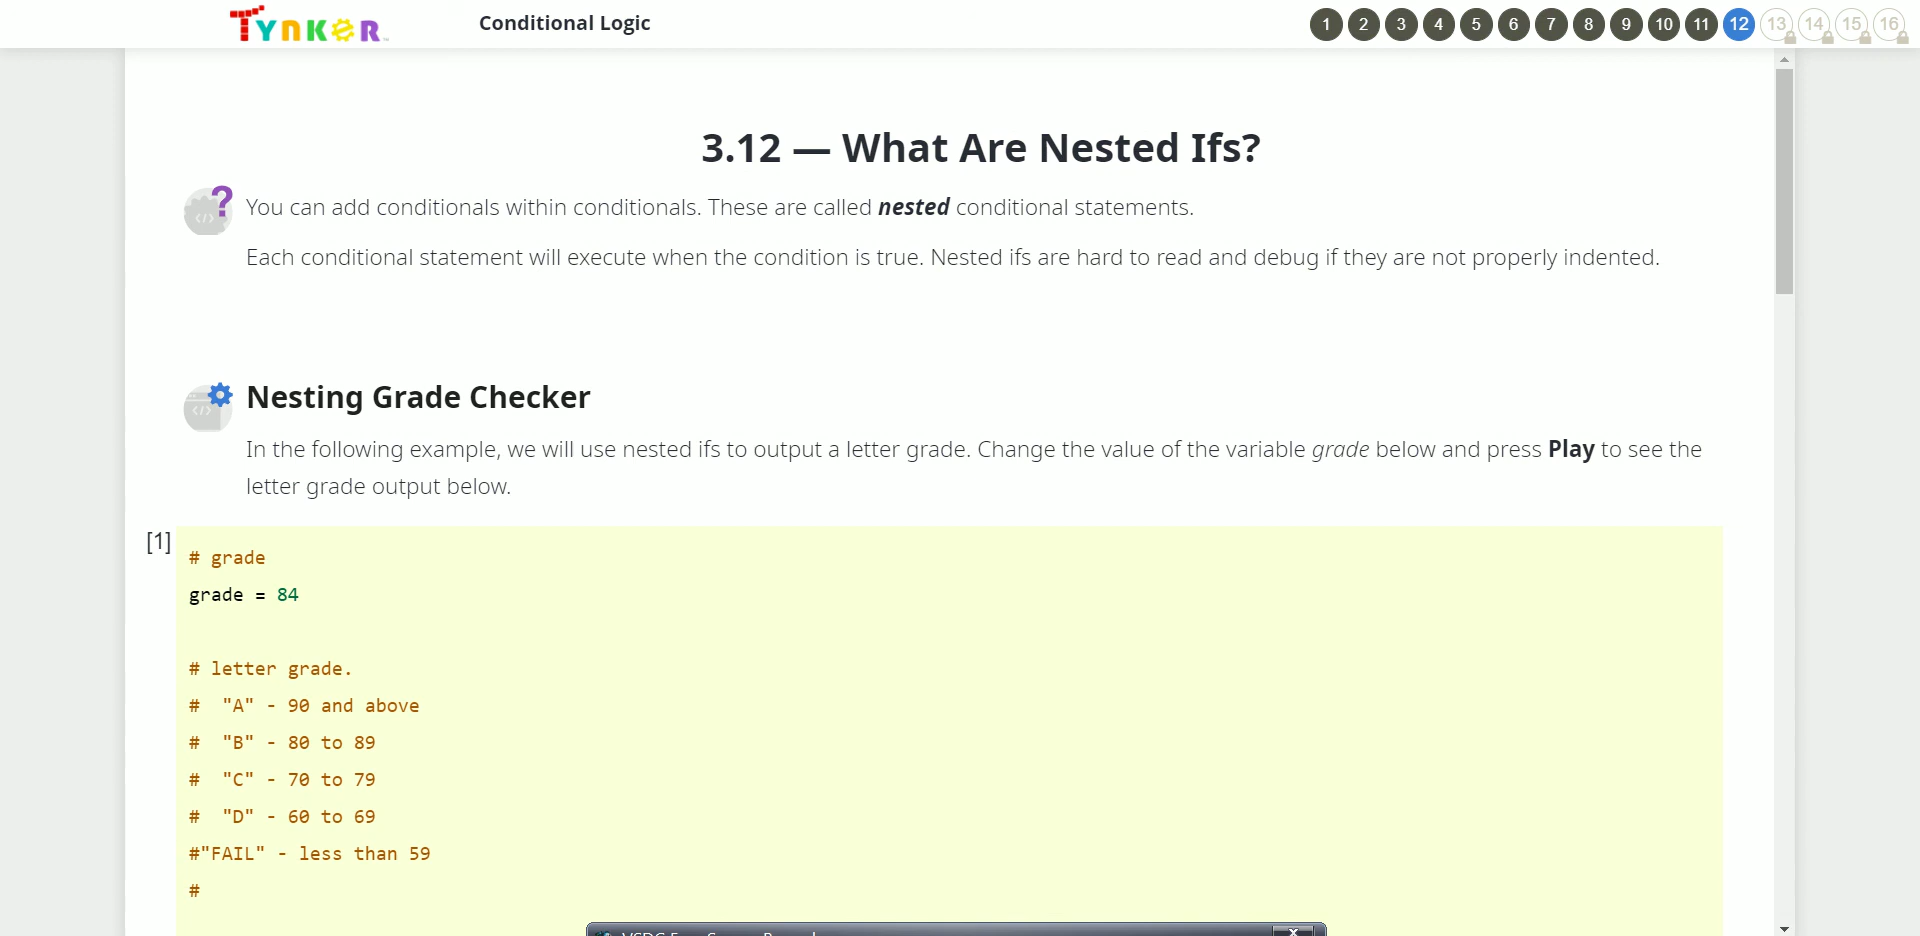 TYNKER Conditional Logic 1 2 3 4 5 6 7 8 9 10 11 12 13 14 15 16
3.12 — What Are Nested Ifs?
You can add conditionals within conditionals. These are called nested conditional statements.
Each conditional statement will execute when the condition is true. Nested ifs are hard to read and debug if they are not properly indented.
Nesting Grade Checker
In the following example, we will use nested ifs to output a letter grade. Change the value of the variable grade below and press Play to see the
letter grade output below.
[1]
# grade
grade = 84
# letter grade.
#  "A" - 90 and above
#  "B" - 80 to 89
#  "C" - 70 to 79
#  "D" - 60 to 69
#"FAIL" - less than 59
#